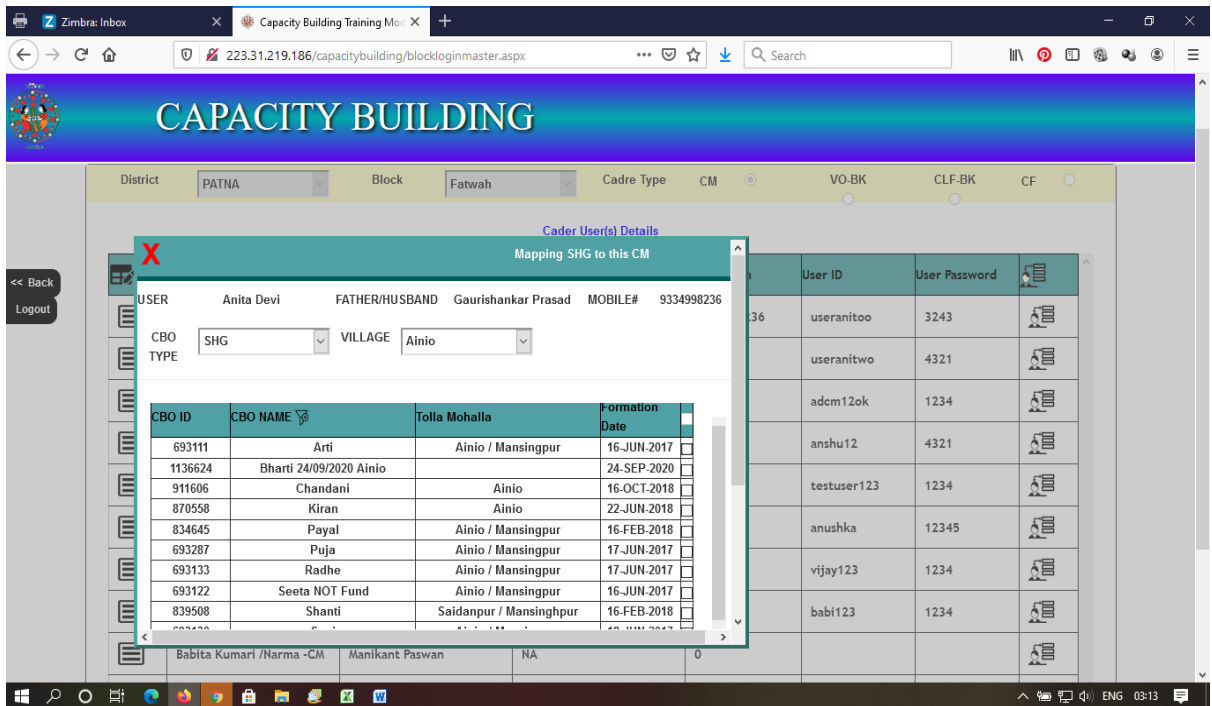 Zimbra: Inbox
Capacity Building Training Mod
223.31.219.186/capacitybuilding/blockloginmaster.aspx
Search
CAPACITY BUILDING
District PATNA Block Fatwah Cadre Type CM VO-BK CLF-BK CF
Cader User(s) Details
<< Back
Logout
User ID User Password
:36 useranitoo 3243
useranitwo 4321
adcm12ok 1234
anshu12 4321
testuser123 1234
anushka 12345
vijay123 1234
babi123 1234
Babita Kumari /Narma -CM Manikant Paswan NA 0
X Mapping SHG to this CM
USER Anita Devi FATHER/HUSBAND Gaurishankar Prasad MOBILE# 9334998236
CBO TYPE SHG VILLAGE Ainio
CBO ID CBO NAME Tolla Mohalla Formation Date
693111 Arti Ainio / Mansingpur 16-JUN-2017
1136624 Bharti 24/09/2020 Ainio 24-SEP-2020
911606 Chandani Ainio 16-OCT-2018
870558 Kiran Ainio 22-JUN-2018
834645 Payal Ainio / Mansingpur 16-FEB-2018
693287 Puja Ainio / Mansingpur 17-JUN-2017
693133 Radhe Ainio / Mansingpur 17-JUN-2017
693122 Seeta NOT Fund Ainio / Mansingpur 16-JUN-2017
839508 Shanti Saidanpur / Mansinghpur 16-FEB-2018
ENG 03:13